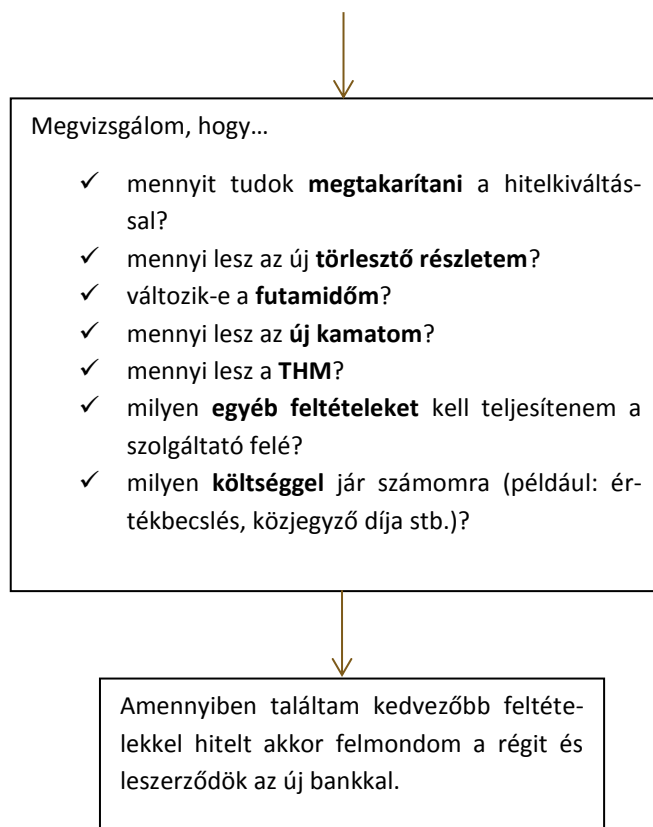 Megvizsgálom, hogy…
✓ mennyit tudok megtakarítani a hitelkiváltás-
sal?
✓ mennyi lesz az új törlesztő részletem?
✓ változik-e a futamidőm?
✓ mennyi lesz az új kamatom?
✓ mennyi lesz a THM?
✓ milyen egyéb feltételeket kell teljesítenem a
szolgáltató felé?
✓ milyen költséggel jár számomra (például: ér-
tékbecslés, közjegyző díja stb.)?
Amennyiben találtam kedvezőbb feltéte-
lekkel hitelt akkor felmondom a régit és
leszerződök az új bankkal.